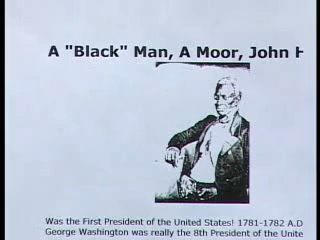 A "Black" Man, A Moor, John H
Was the First President of the United States! 1781-1782 A.D
George Washington was really the 8th President of the Unite